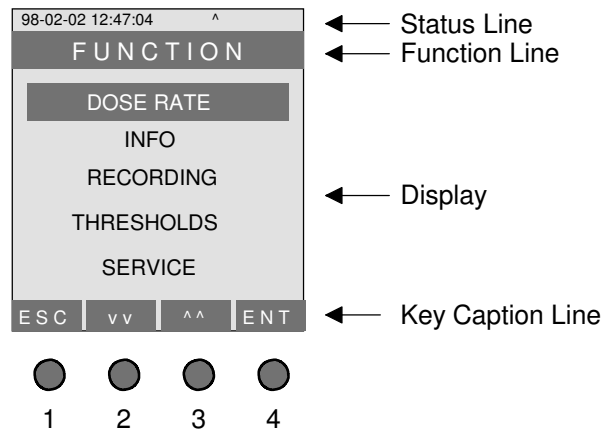 98-02-02 12:47:04 ^ Status Line
FUNCTION Function Line
DOSE RATE
INFO
RECORDING
Display
THRESHOLDS
SERVICE
ESC vv ^^ ENT Key Caption Line
1 2 3 4